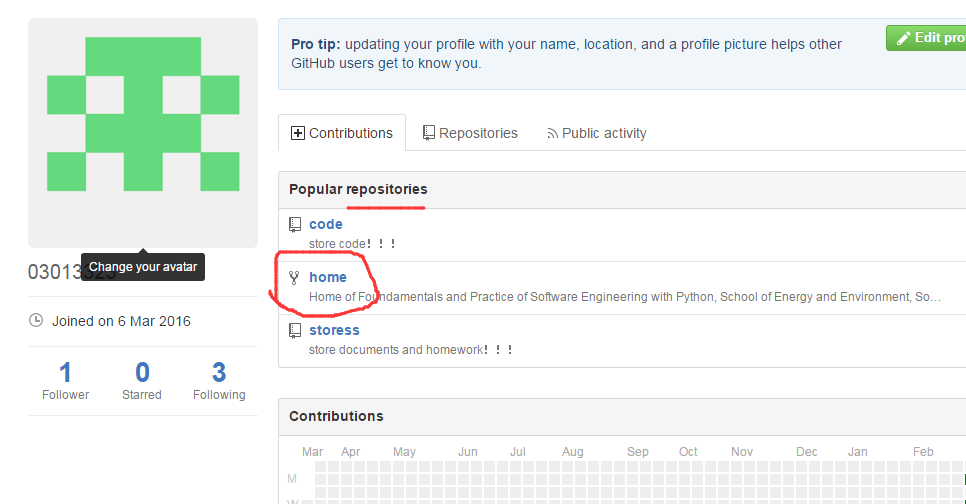 Pro tip: updating your profile with your name, location, and a profile picture helps other
GitHub users get to know you.
Edit pro
Contributions
Repositories
Public activity
Popular repositories
code
store code！！！
home
Home of Foundamentals and Practice of Software Engineering with Python, School of Energy and Environment, So…
storess
store documents and homework！！！
Change your avatar
Joined on 6 Mar 2016
1
Follower
0
Starred
3
Following
Contributions
Mar Apr May Jun Jul Aug Sep Oct Nov Dec Jan Feb
M
W